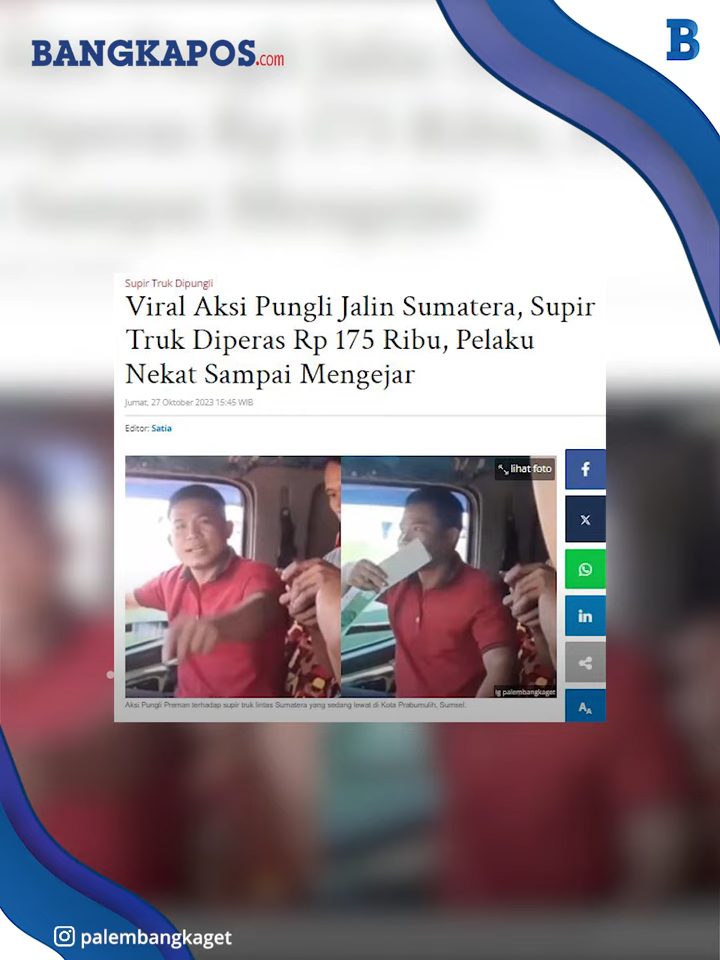 BANGKAPOS.com
B
Supir Truk Dipungli
Viral Aksi Pungli Jalin Sumatera, Supir
Truk Diperas Rp 175 Ribu, Pelaku
Nekat Sampai Mengejar
Jumat, 27 Oktober 2023 15:45 WIB
Editor: Satia
lihat foto
ig palembangkaget
Aksi Pungli Preman terhadap supir truk lintas Sumatera yang sedang lewat di Kota Prabumulih, Sumsel.
palembangkaget